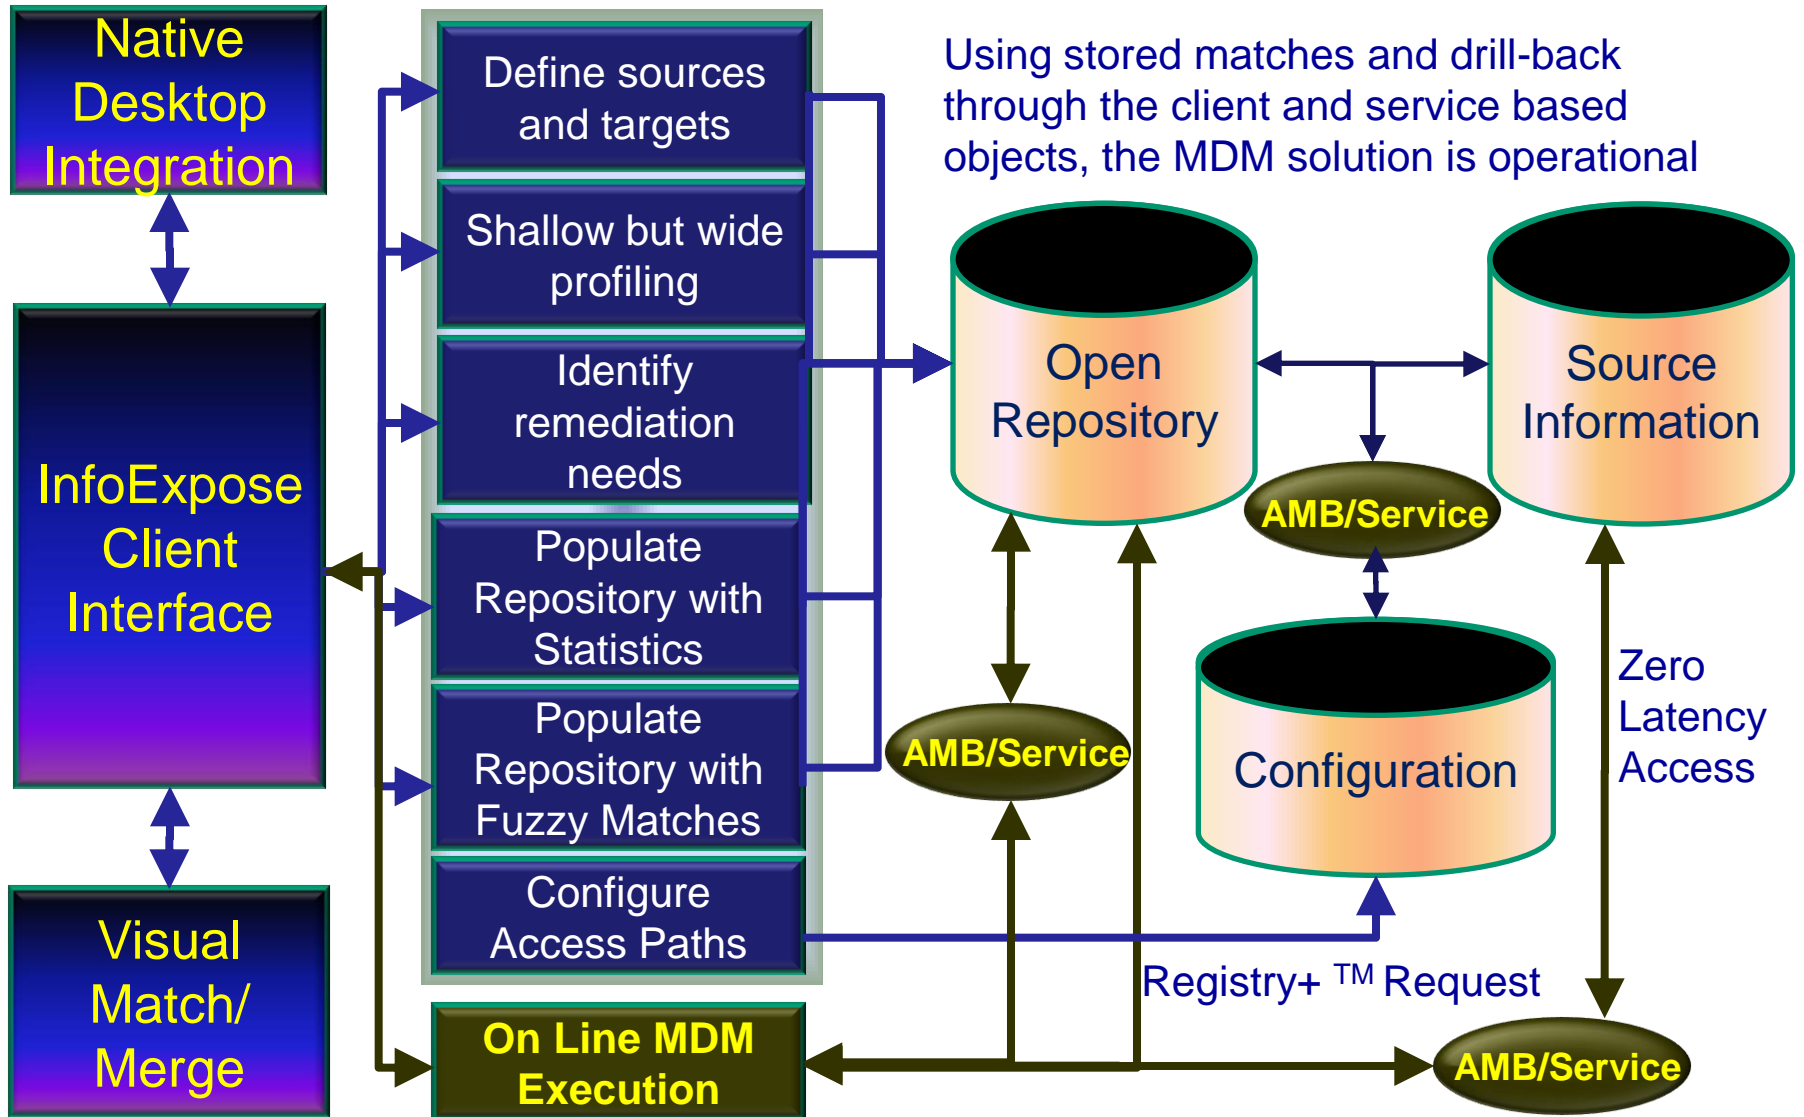 Native
Desktop
Integration
InfoExpose
Client
Interface
Visual
Match/
Merge
Define sources
and targets
Shallow but wide
profiling
Identify
remediation
needs
Populate
Repository with
Statistics
Populate
Repository with
Fuzzy Matches
Configure
Access Paths
On Line MDM
Execution
Using stored matches and drill-back
through the client and service based
objects, the MDM solution is operational
Open
Repository
Source
Information
AMB/Service
AMB/Service
Configuration
Zero
Latency
Access
Registry+ TM Request
AMB/Service